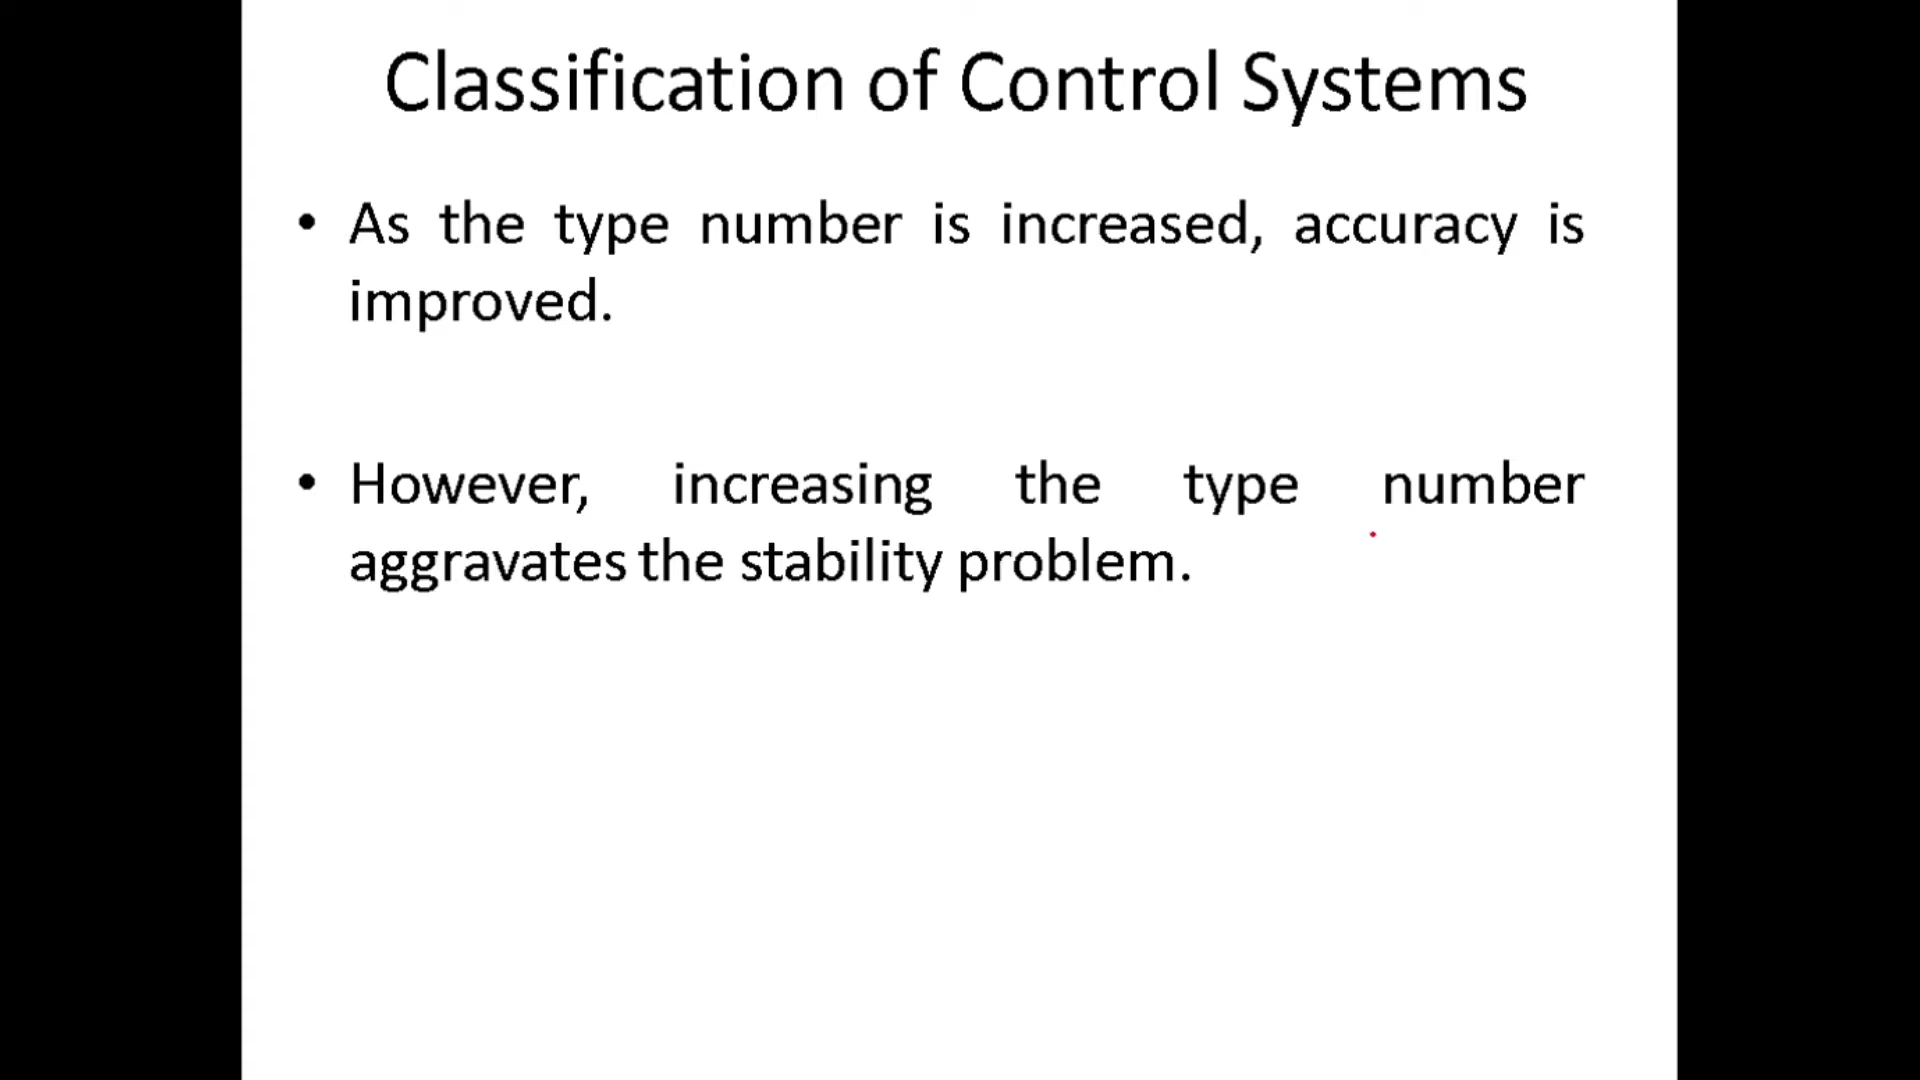 Classification of Control Systems
• As the type number is increased, accuracy is
improved.
• However, increasing the type number
aggravates the stability problem.